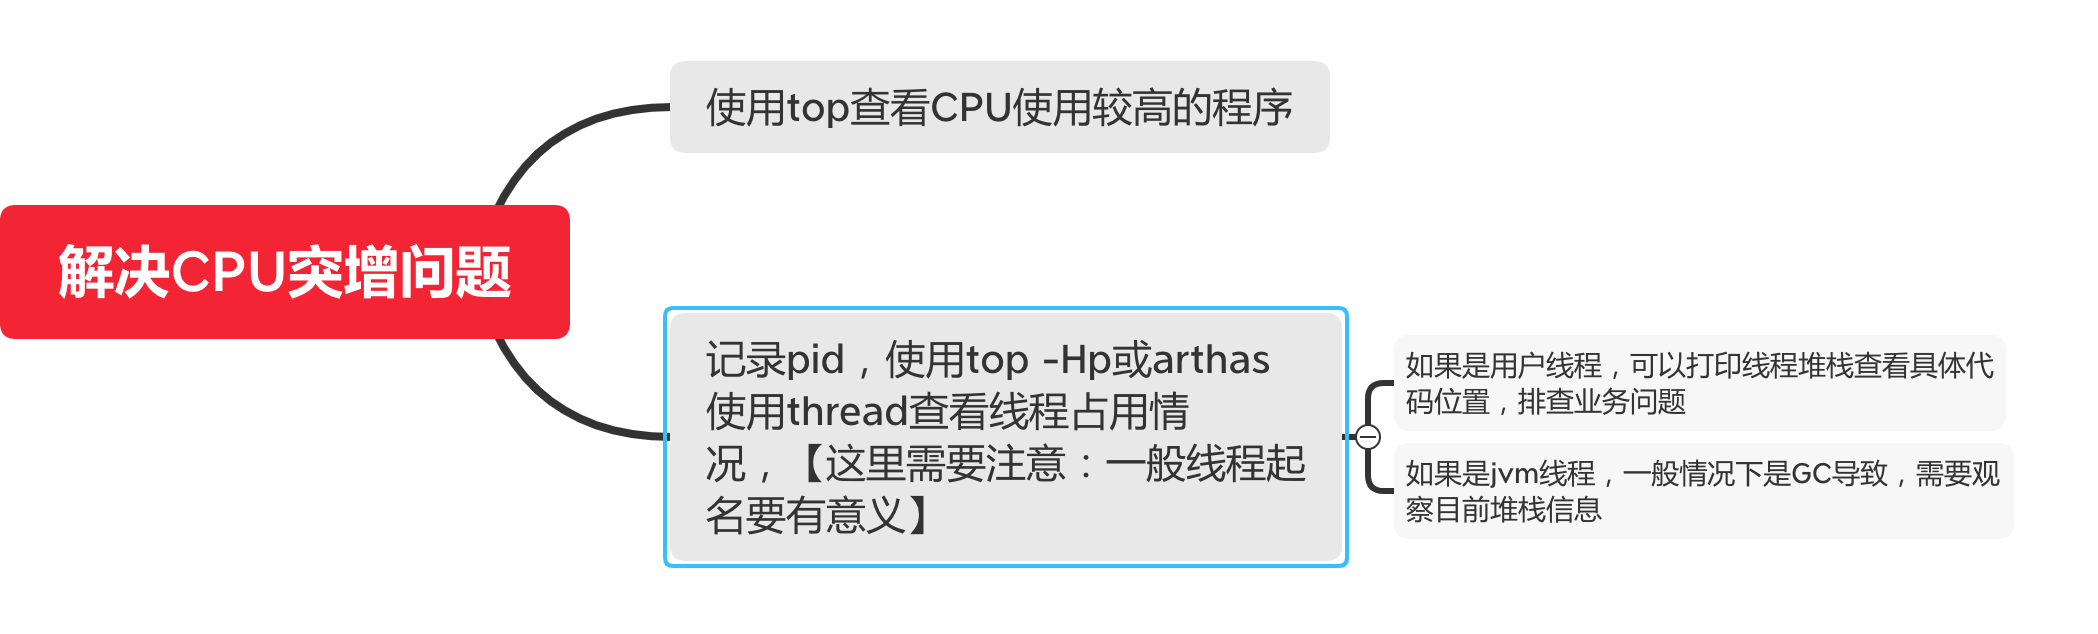 使用top查看CPU使用较高的程序
解决CPU突增问题
记录pid，使用top -Hp或arthas
使用thread查看线程占用情
况，【这里需要注意：一般线程起
名要有意义】
如果是用户线程，可以打印线程堆栈查看具体代
码位置，排查业务问题
如果是jvm线程，一般情况下是GC导致，需要观
察目前堆栈信息